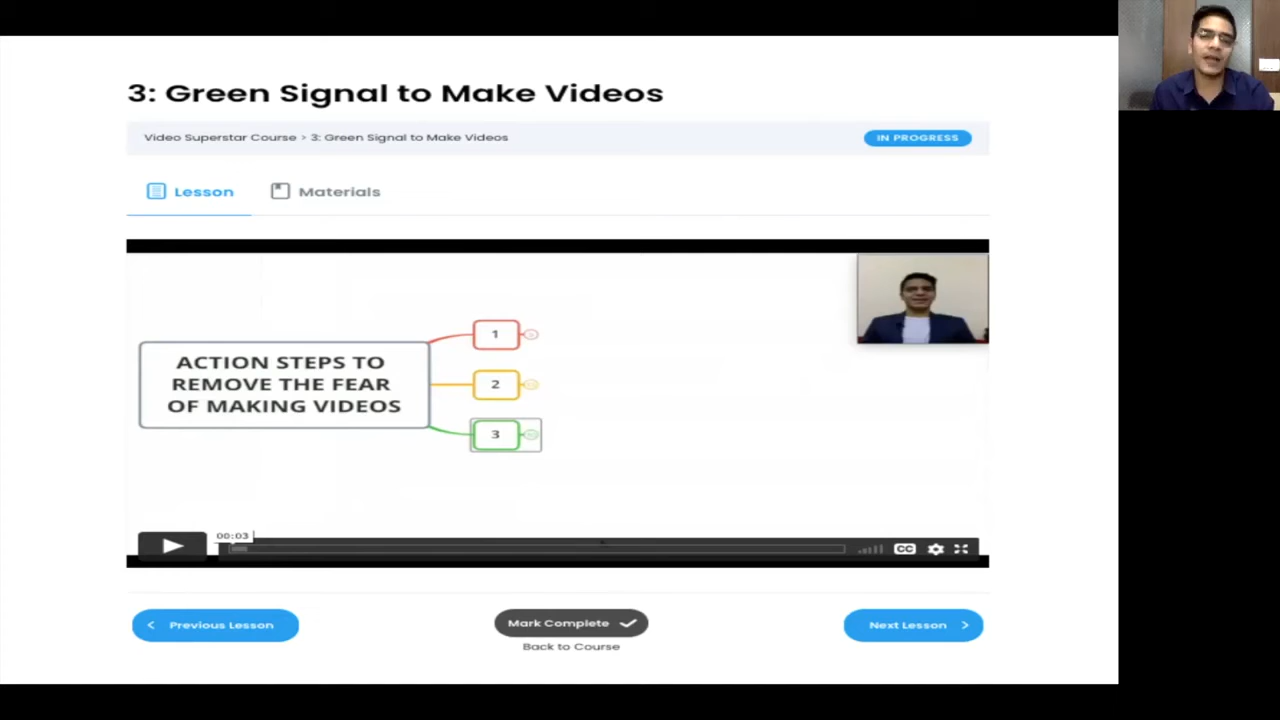 3: Green Signal to Make Videos
Video Superstar Course > 3: Green Signal to Make Videos
IN PROGRESS
Lesson
Materials
1
ACTION STEPS TO
REMOVE THE FEAR
OF MAKING VIDEOS
2
3
00:03
CC
< Previous Lesson
Mark Complete
Next Lesson >
Back to Course